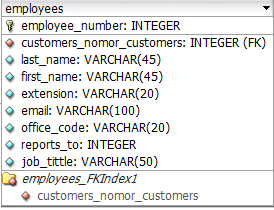 employees
employee_number: INTEGER
customers_nomor_customers: INTEGER (FK)
last_name: VARCHAR(45)
first_name: VARCHAR(45)
extension: VARCHAR(20)
email: VARCHAR(100)
office_code: VARCHAR(20)
reports_to: INTEGER
job_tittle: VARCHAR(50)
employees_FKIndex1
customers_nomor_customers